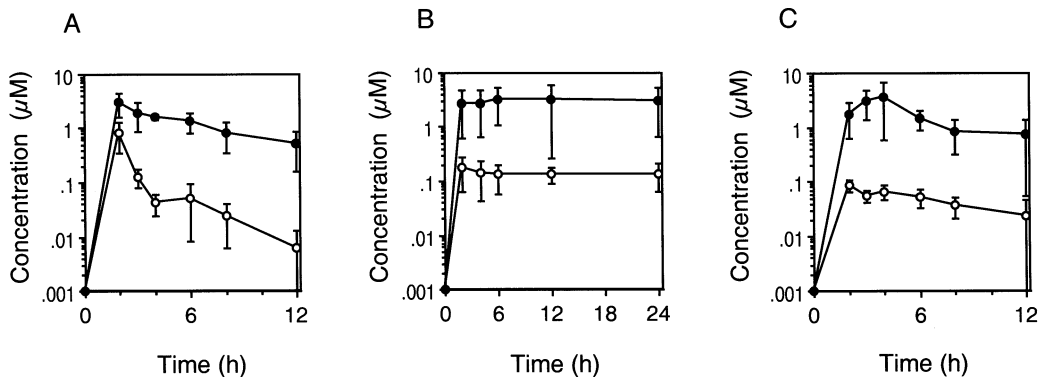 A
Concentration (µM)
10
1
.1
.01
.001
0
6
12
Time (h)
B
Concentration (µM)
10
1
.1
.01
.001
0
6
12
18
24
Time (h)
C
Concentration (µM)
10
1
.1
.01
.001
0
6
12
Time (h)